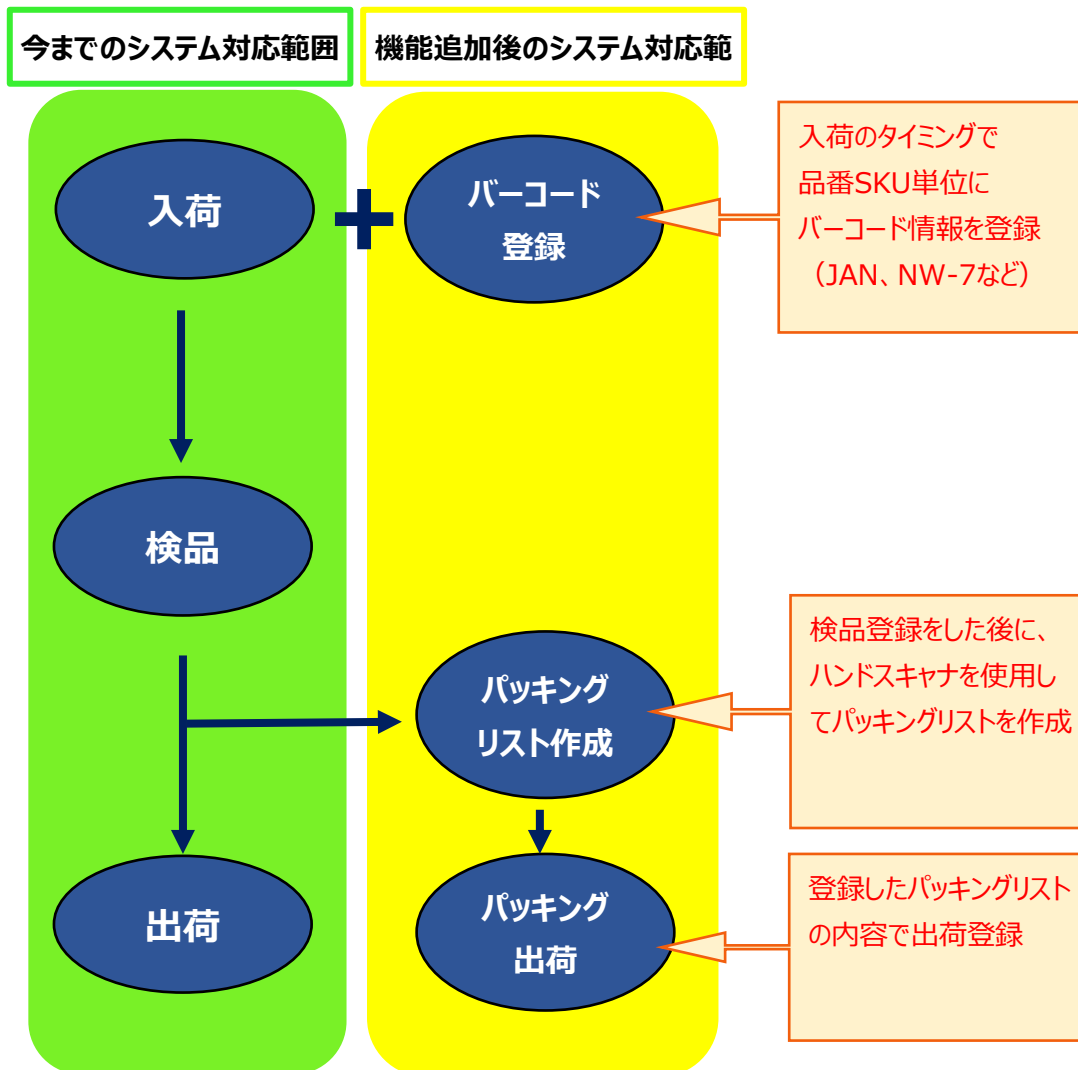 今までのシステム対応範囲
機能追加後のシステム対応範
入荷
バーコード
登録
入荷のタイミングで
品番SKU単位に
バーコード情報を登録
（JAN、NW-7など）
検品
パッキング
リスト作成
検品登録をした後に、
ハンドスキャナを使用し
てパッキングリストを作成
出荷
パッキング
出荷
登録したパッキングリスト
の内容で出荷登録